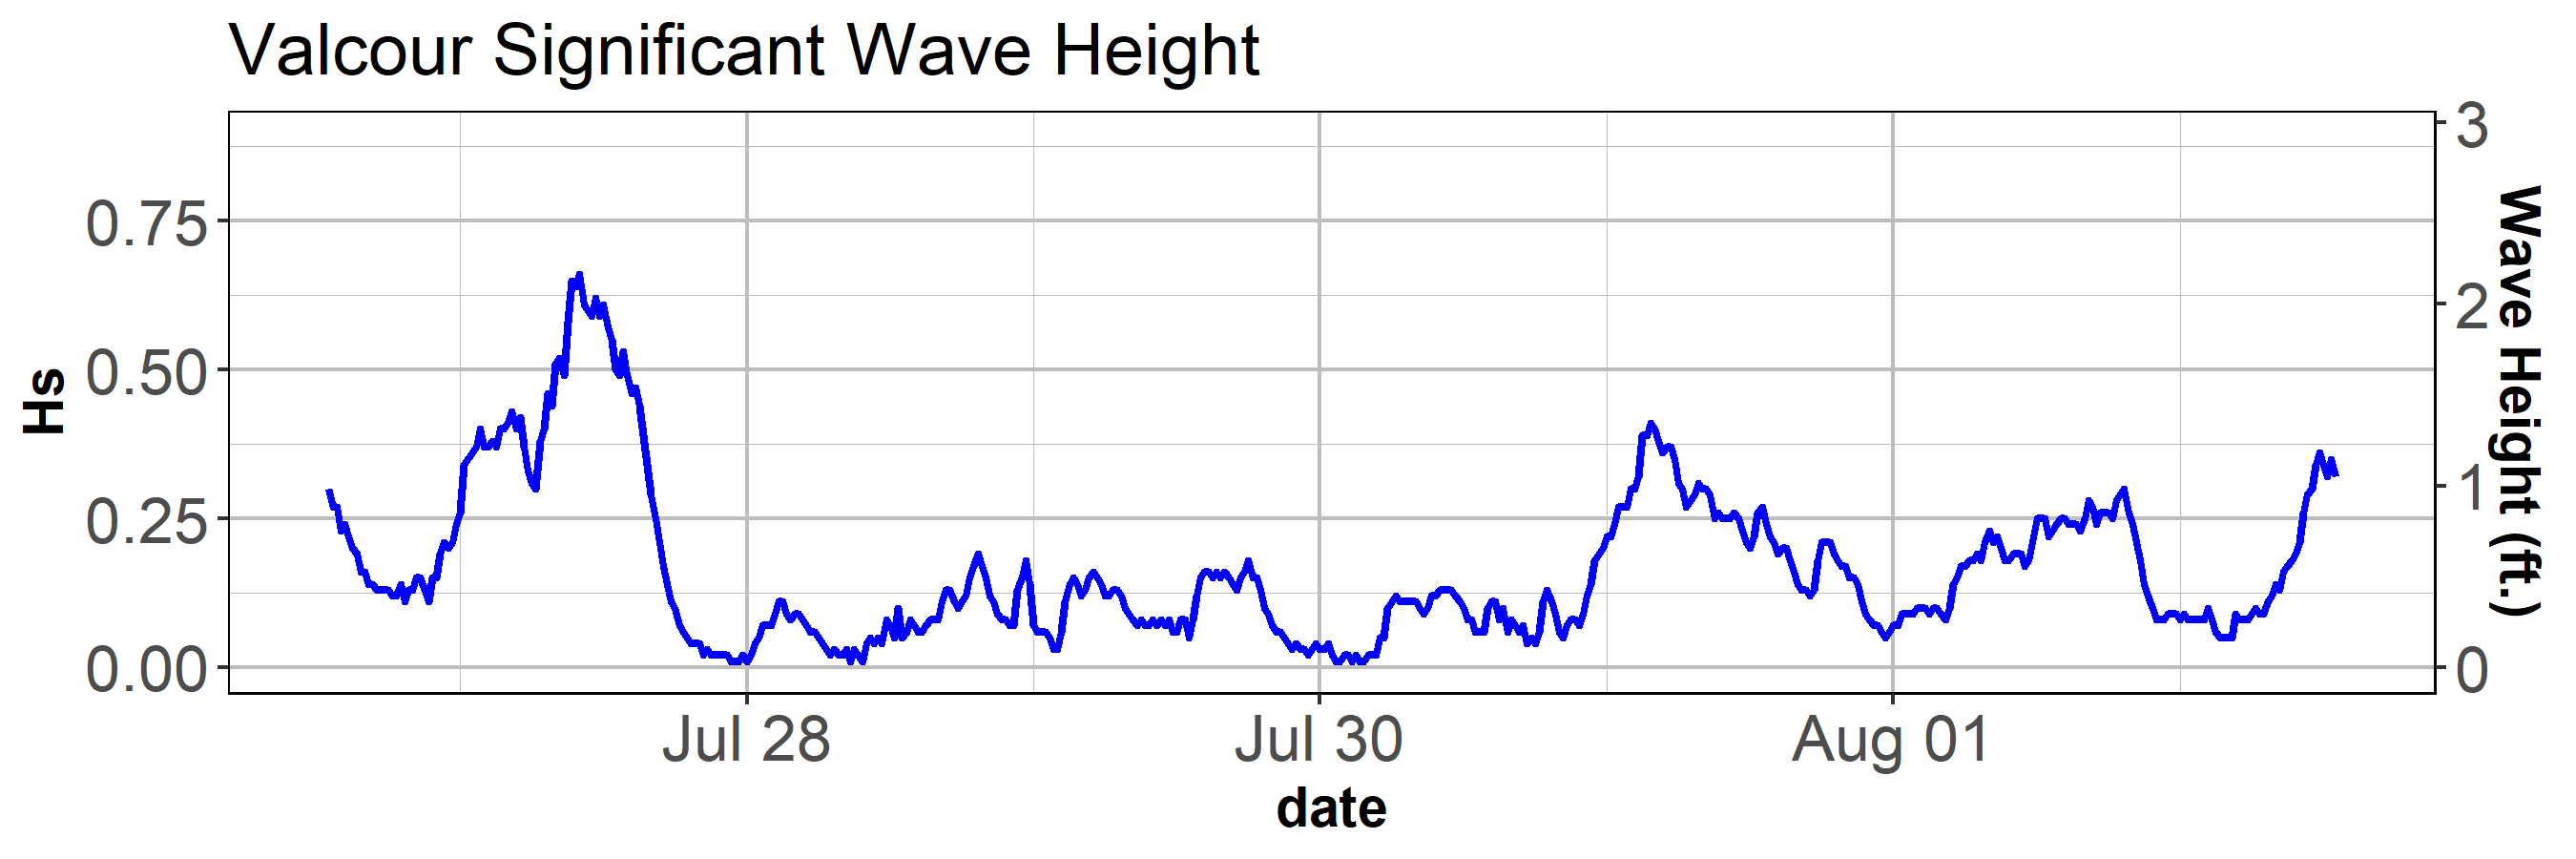 Valcour Significant Wave Height
Hs
0.75
0.50
0.25
0.00
3
2
1
0
Wave Height (ft.)
Jul 28
Jul 30
Aug 01
date